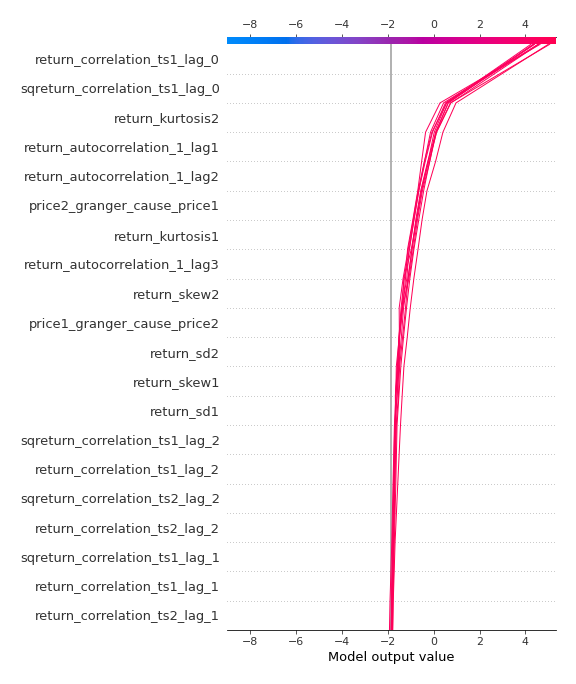 −8 −6 −4 −2 0 2 4
return_correlation_ts1_lag_0
sqreturn_correlation_ts1_lag_0
return_kurtosis2
return_autocorrelation_1_lag1
return_autocorrelation_1_lag2
price2_granger_cause_price1
return_kurtosis1
return_autocorrelation_1_lag3
return_skew2
price1_granger_cause_price2
return_sd2
return_skew1
return_sd1
sqreturn_correlation_ts1_lag_2
return_correlation_ts1_lag_2
sqreturn_correlation_ts2_lag_2
return_correlation_ts2_lag_2
sqreturn_correlation_ts1_lag_1
return_correlation_ts1_lag_1
return_correlation_ts2_lag_1
−8 −6 −4 −2 0 2 4
Model output value